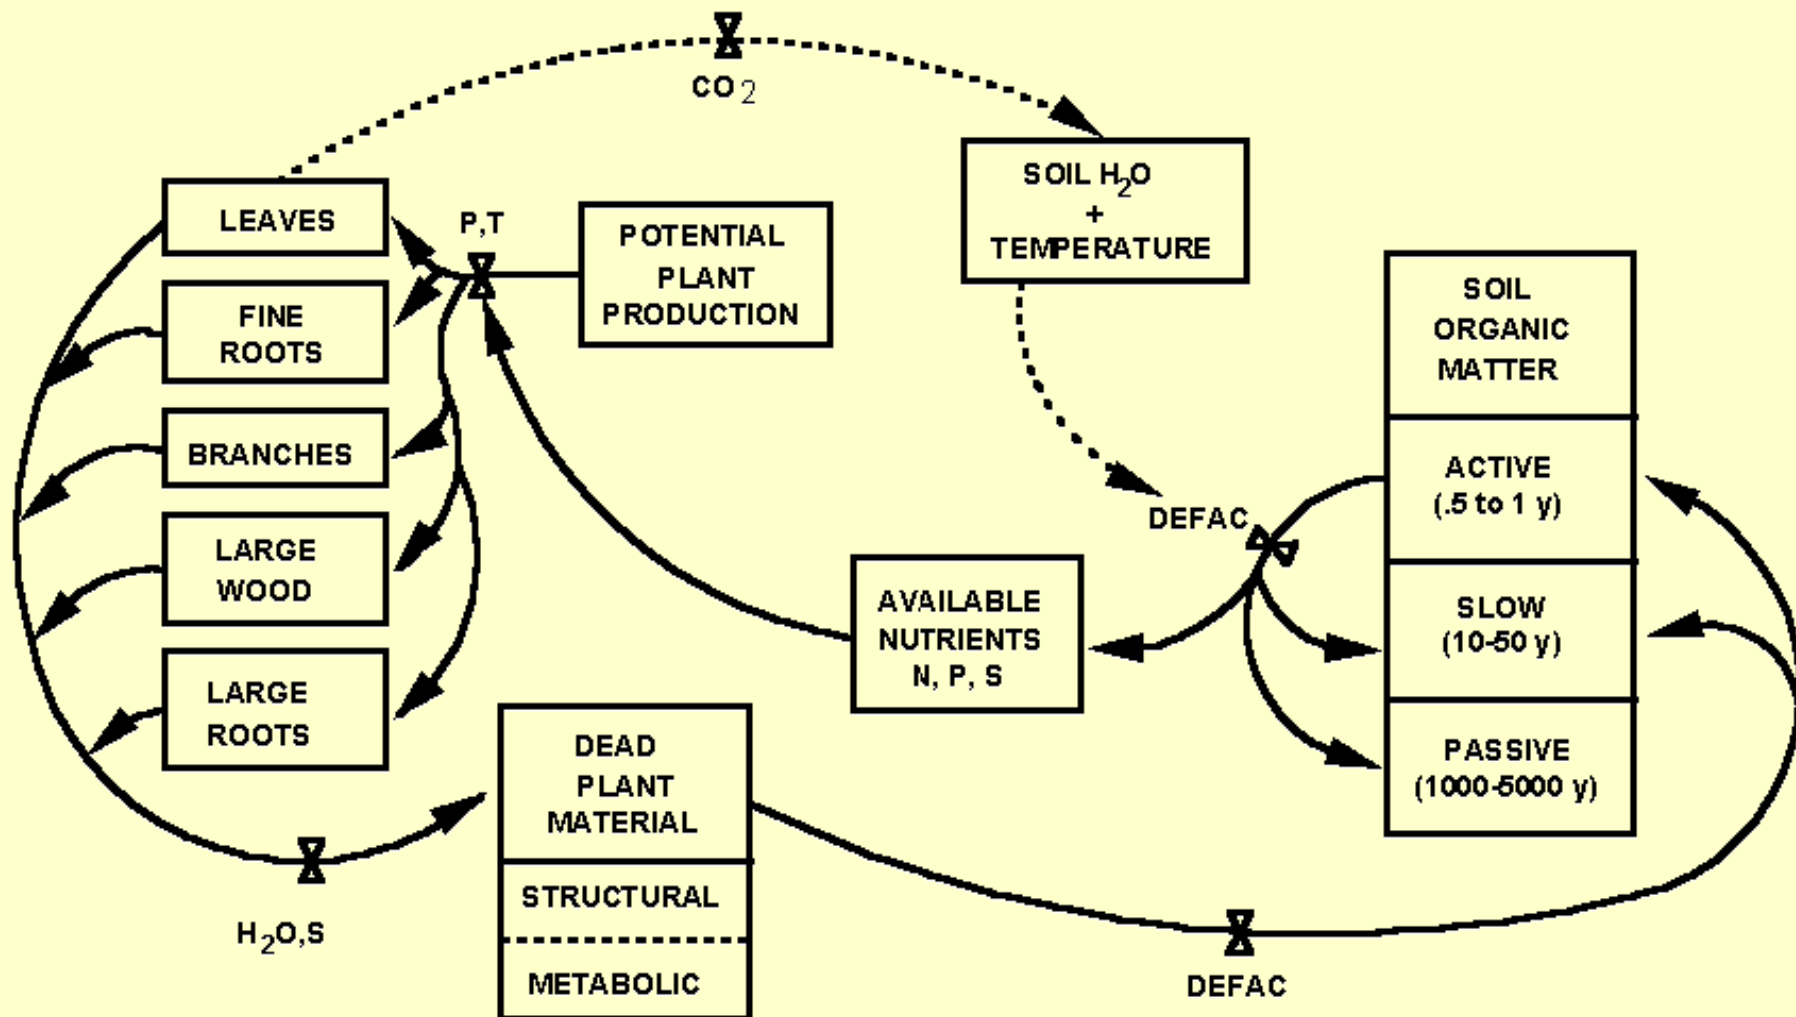 CO2
LEAVES
P,T
POTENTIAL
PLANT
PRODUCTION
SOIL H2O
+
TEMPERATURE
FINE
ROOTS
BRANCHES
LARGE
WOOD
LARGE
ROOTS
H2O,S
DEAD
PLANT
MATERIAL
STRUCTURAL
METABOLIC
AVAILABLE
NUTRIENTS
N, P, S
DEFAC
SOIL
ORGANIC
MATTER
ACTIVE
(.5 to 1 y)
SLOW
(10-50 y)
PASSIVE
(1000-5000 y)
DEFAC